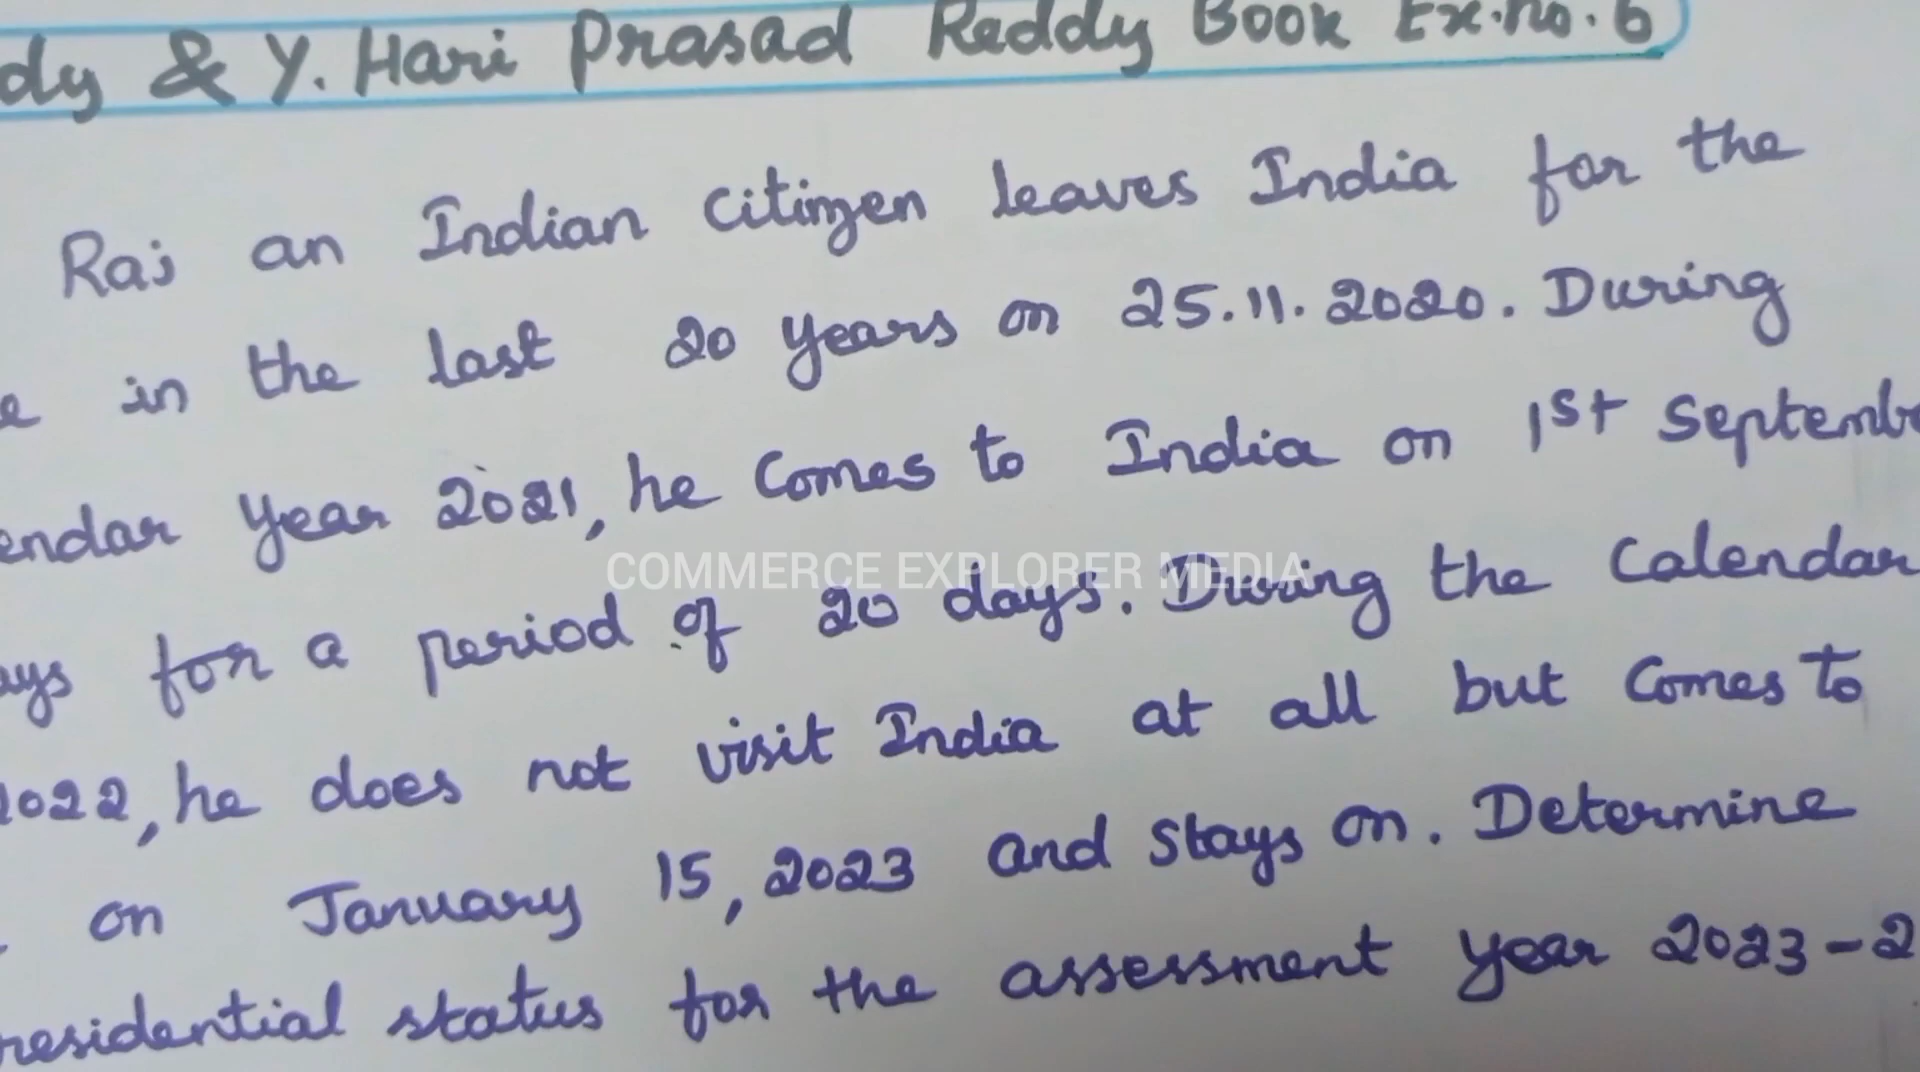 dy & Y. Hari Prasad Reddy Book Ex.no. 6
Raj an Indian Citizen leaves India for the
e in the last 20 years on 25.11.2020. During
endar Year 2021, he Comes to India on 1st Septembe
COMMERCE EXPLORER MEDIA
ays for a period of 20 days. During the Calendar
2022, he does not visit India at all but Comes to
on January 15, 2023 and Stays on. Determine
residential status for the assessment year 2023-2